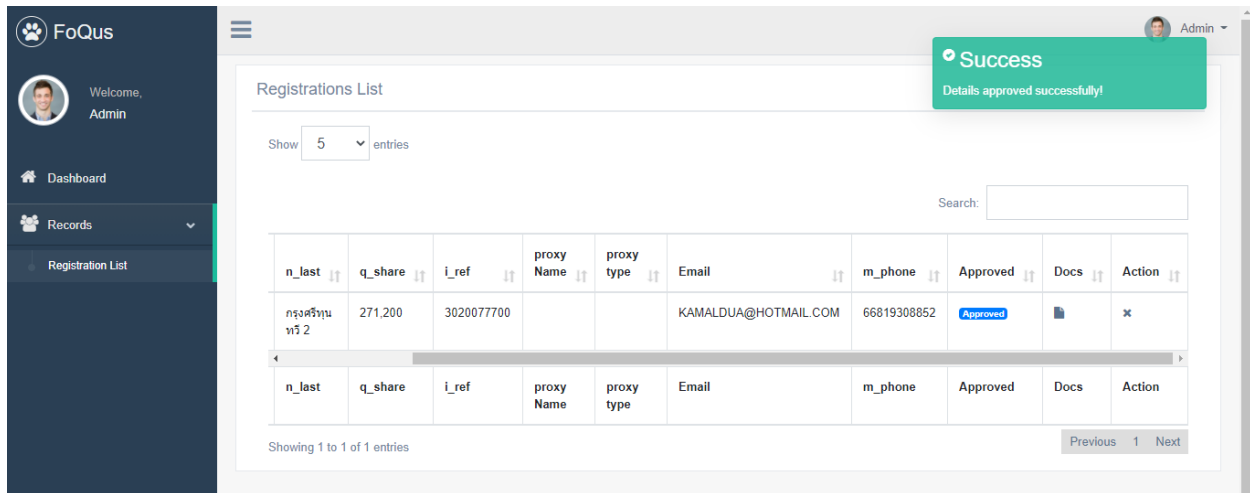 FoQus
Admin
Success
Details approved successfully!
Welcome,
Admin
Registrations List
Show 5 entries
Dashboard
Search:
Records
Registration List
n_last q_share i_ref proxy Name proxy type Email m_phone Approved Docs Action
กรุงศรีทุน
ทวี 2
271,200 3020077700 KAMALDUA@HOTMAIL.COM 66819308852 Approved
n_last q_share i_ref proxy Name proxy type Email m_phone Approved Docs Action
Showing 1 to 1 of 1 entries
Previous 1 Next